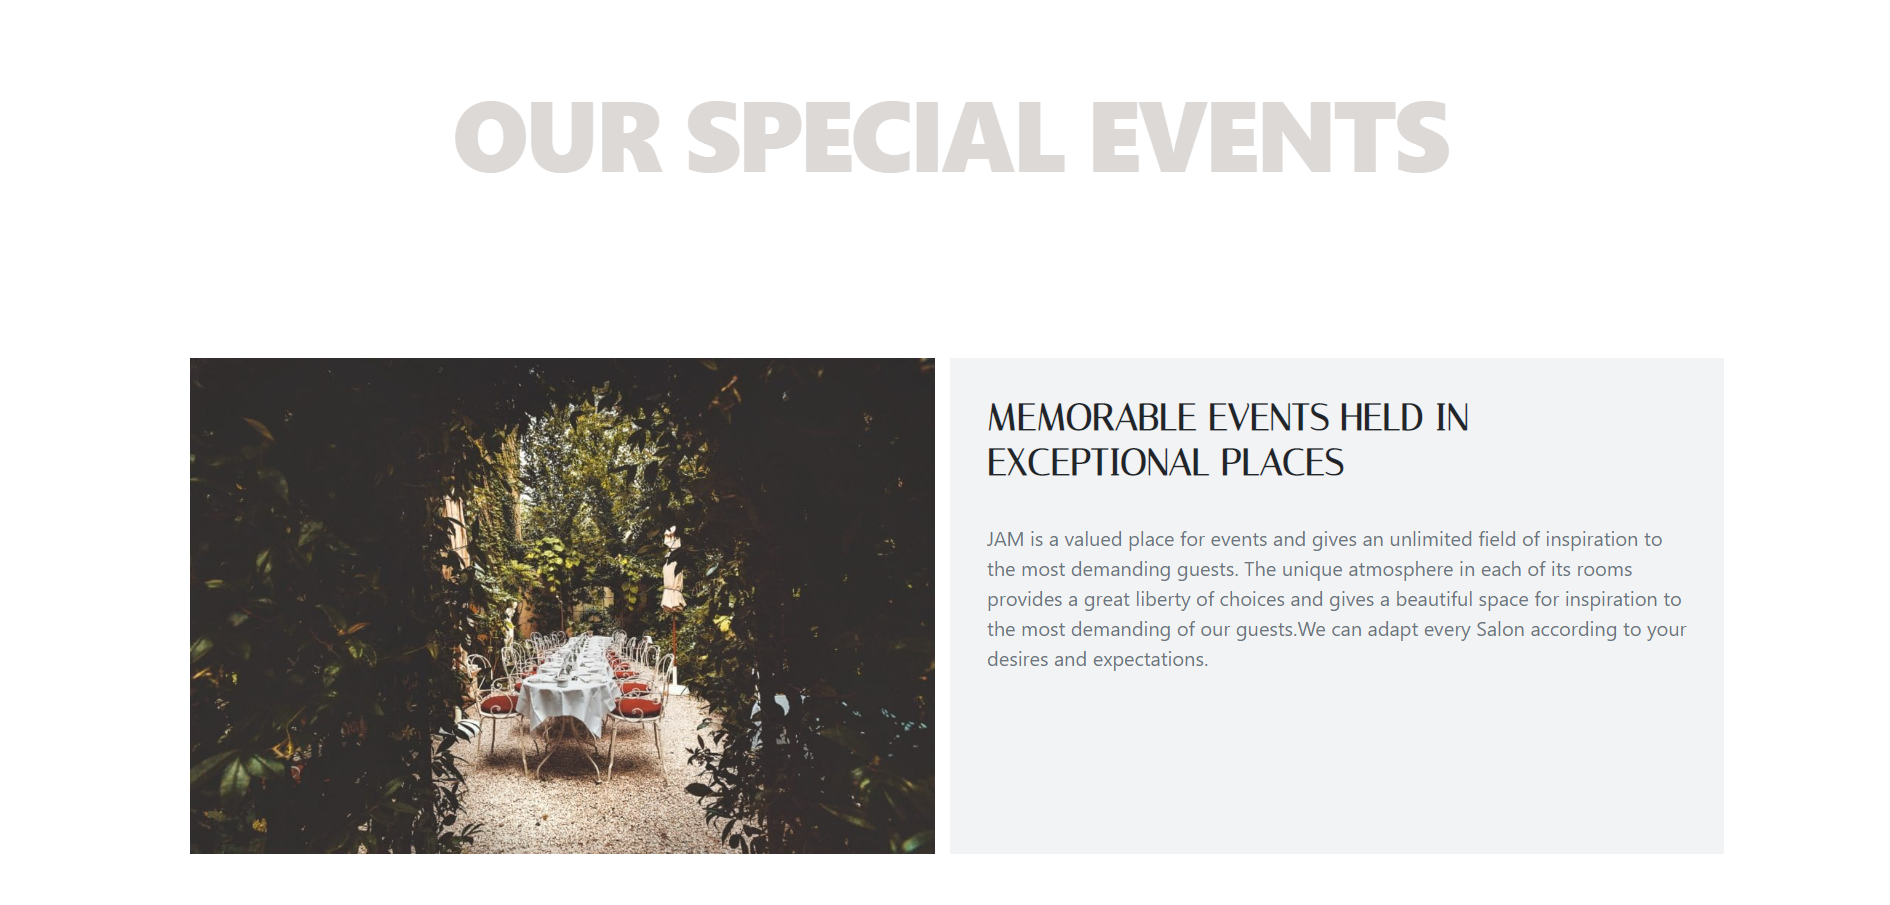 OUR SPECIAL EVENTS
MEMORABLE EVENTS HELD IN
EXCEPTIONAL PLACES
JAM is a valued place for events and gives an unlimited field of inspiration to
the most demanding guests. The unique atmosphere in each of its rooms
provides a great liberty of choices and gives a beautiful space for inspiration to
the most demanding of our guests.We can adapt every Salon according to your
desires and expectations.